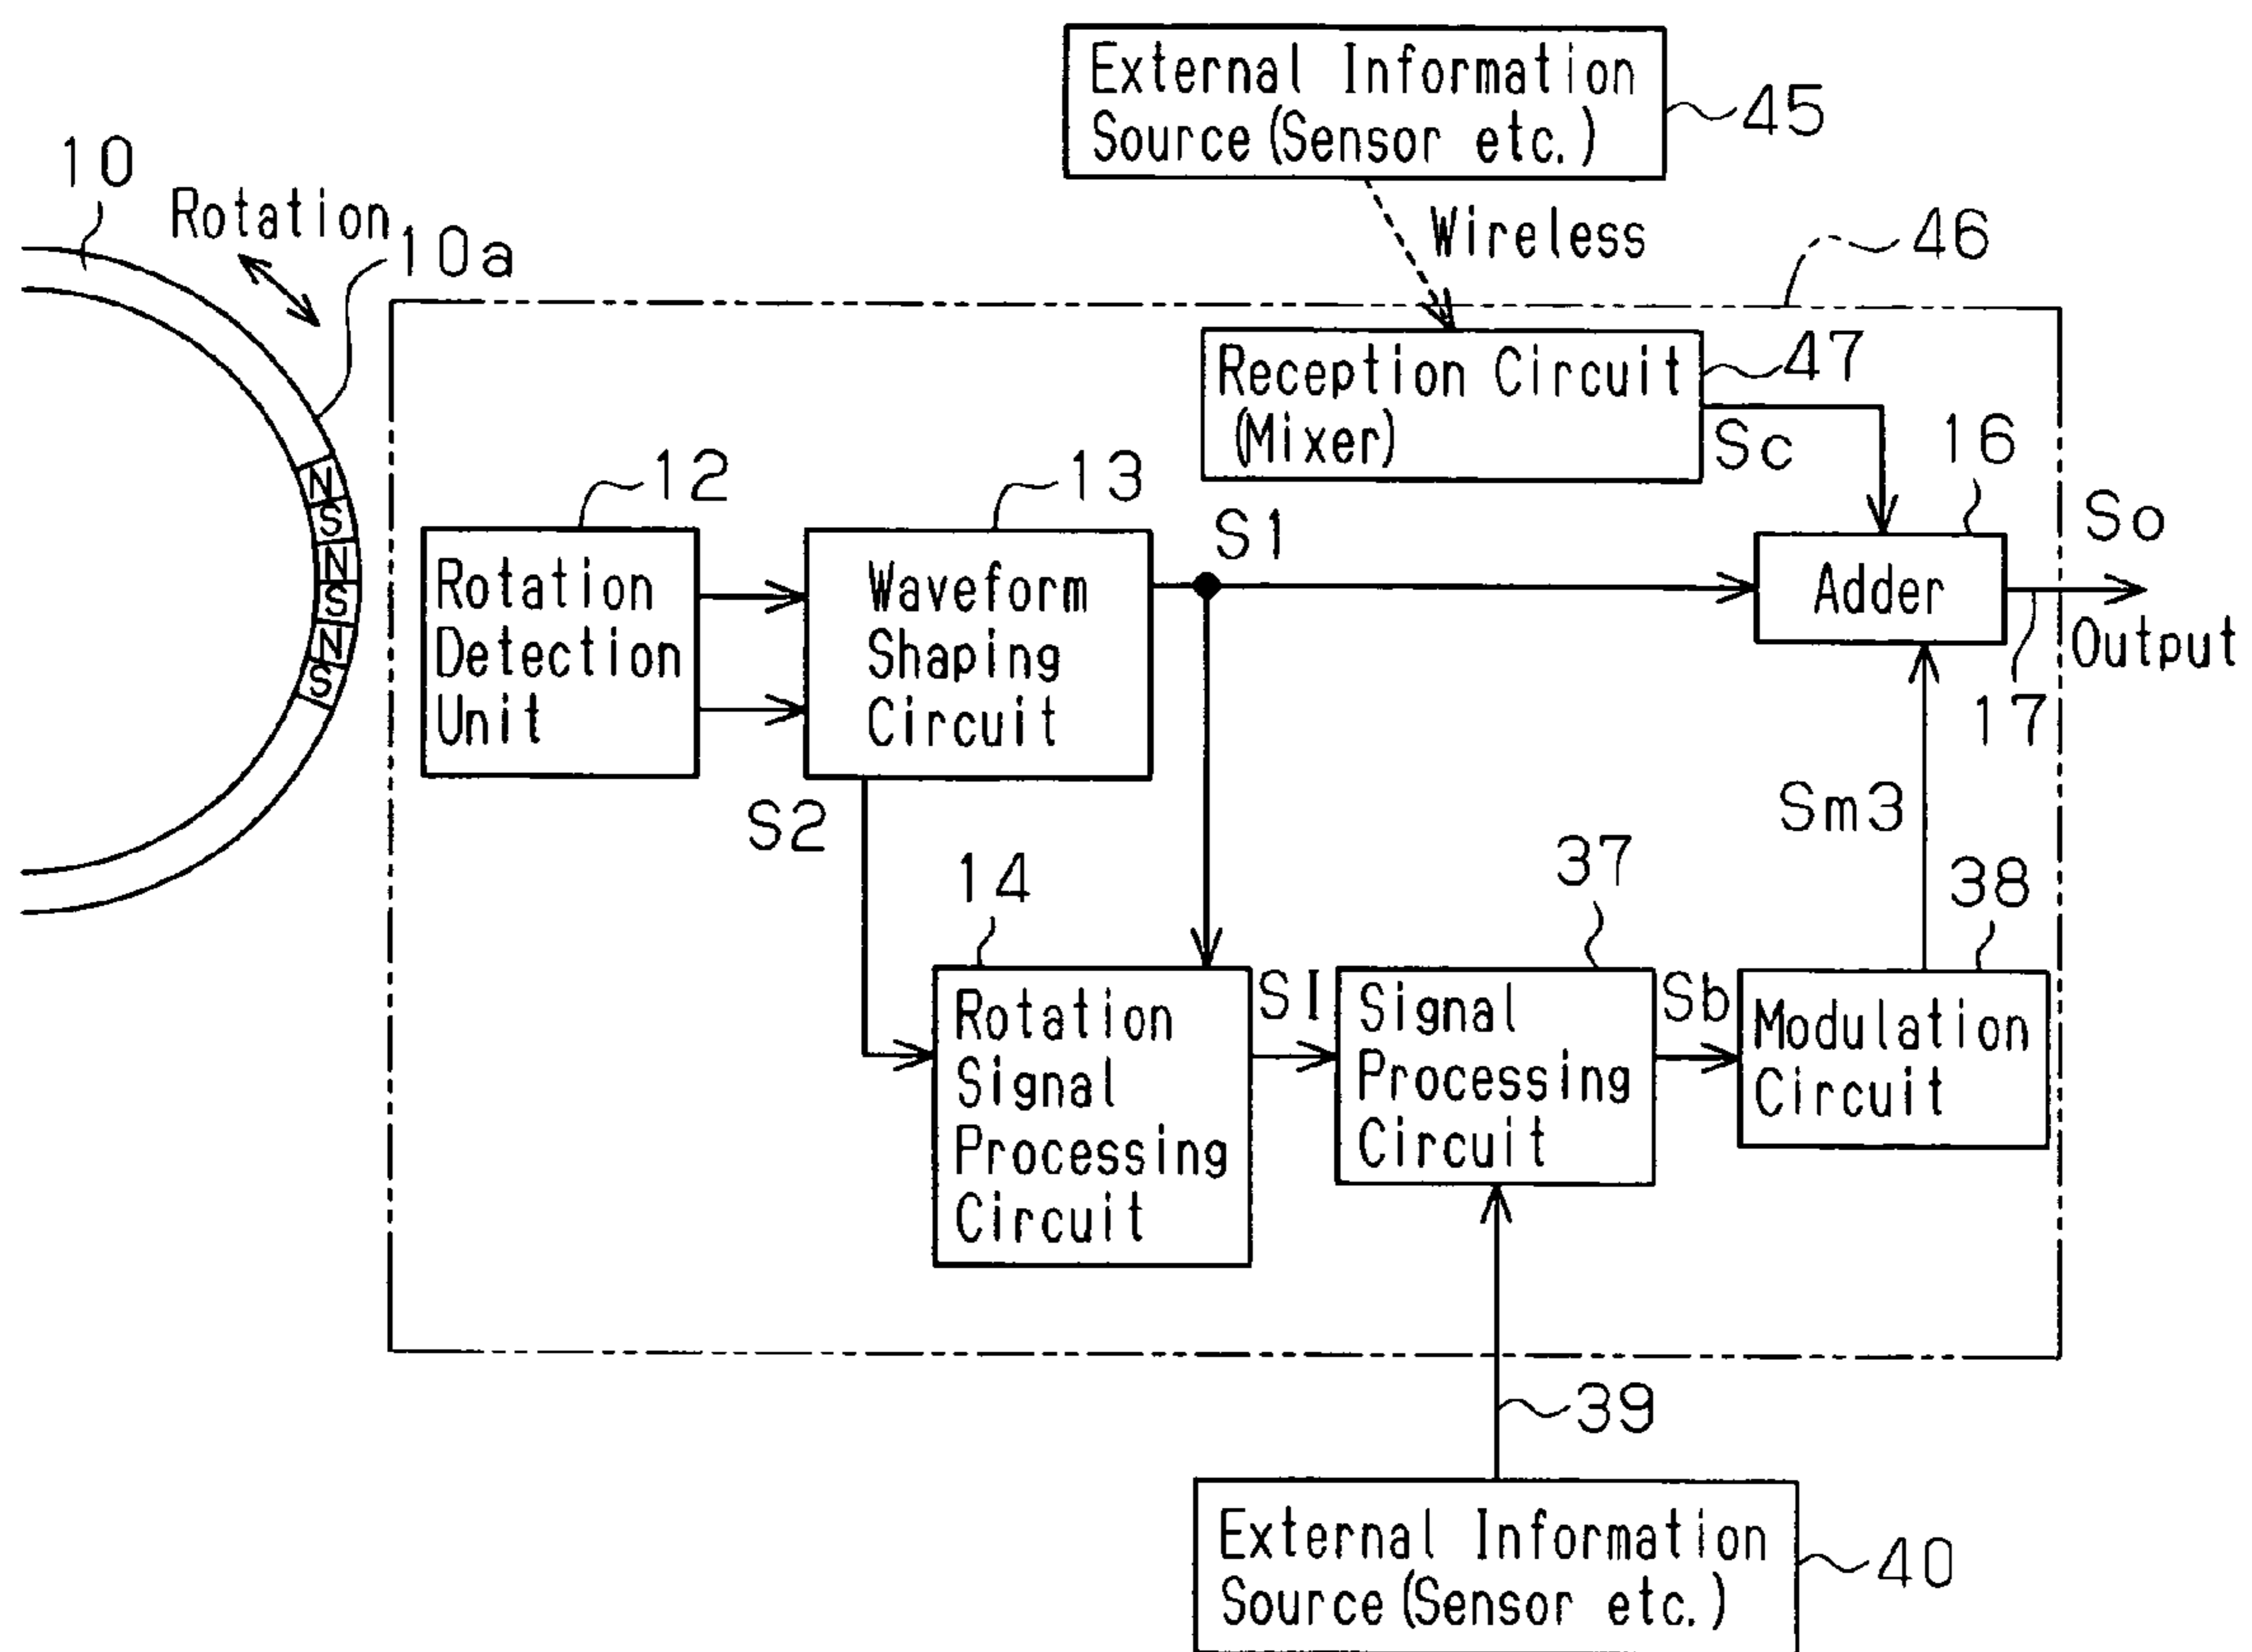 External Information
Source (Sensor etc.)
45
10
Rotation
10a
Wireless
46
Reception Circuit
(Mixer)
47
Sc
16
12
13
S1
So
N
S
N
S
N
S
Rotation
Detection
Unit
Waveform
Shaping
Circuit
Adder
Output
17
S2
Sm3
14
37
38
Rotation
Signal
Processing
Circuit
SI
Signal
Processing
Circuit
Sb
Modulation
Circuit
39
External Information
Source (Sensor etc.)
40